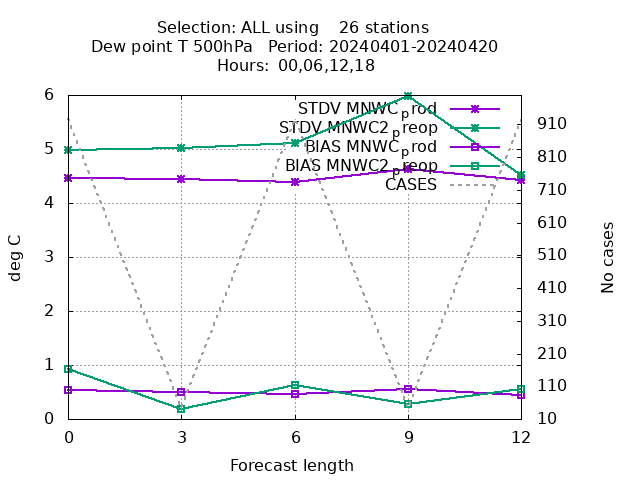 Selection: ALL using    26 stations
Dew point T 500hPa   Period: 20240401-20240420
Hours:  00,06,12,18
STDV MNWC_prod
STDV MNWC2_preop
BIAS MNWC_prod
BIAS MNWC2_preop
CASES
6
5
4
3
2
1
0
deg C
910
810
710
610
510
410
310
210
110
10
No cases
0 3 6 9 12
Forecast length